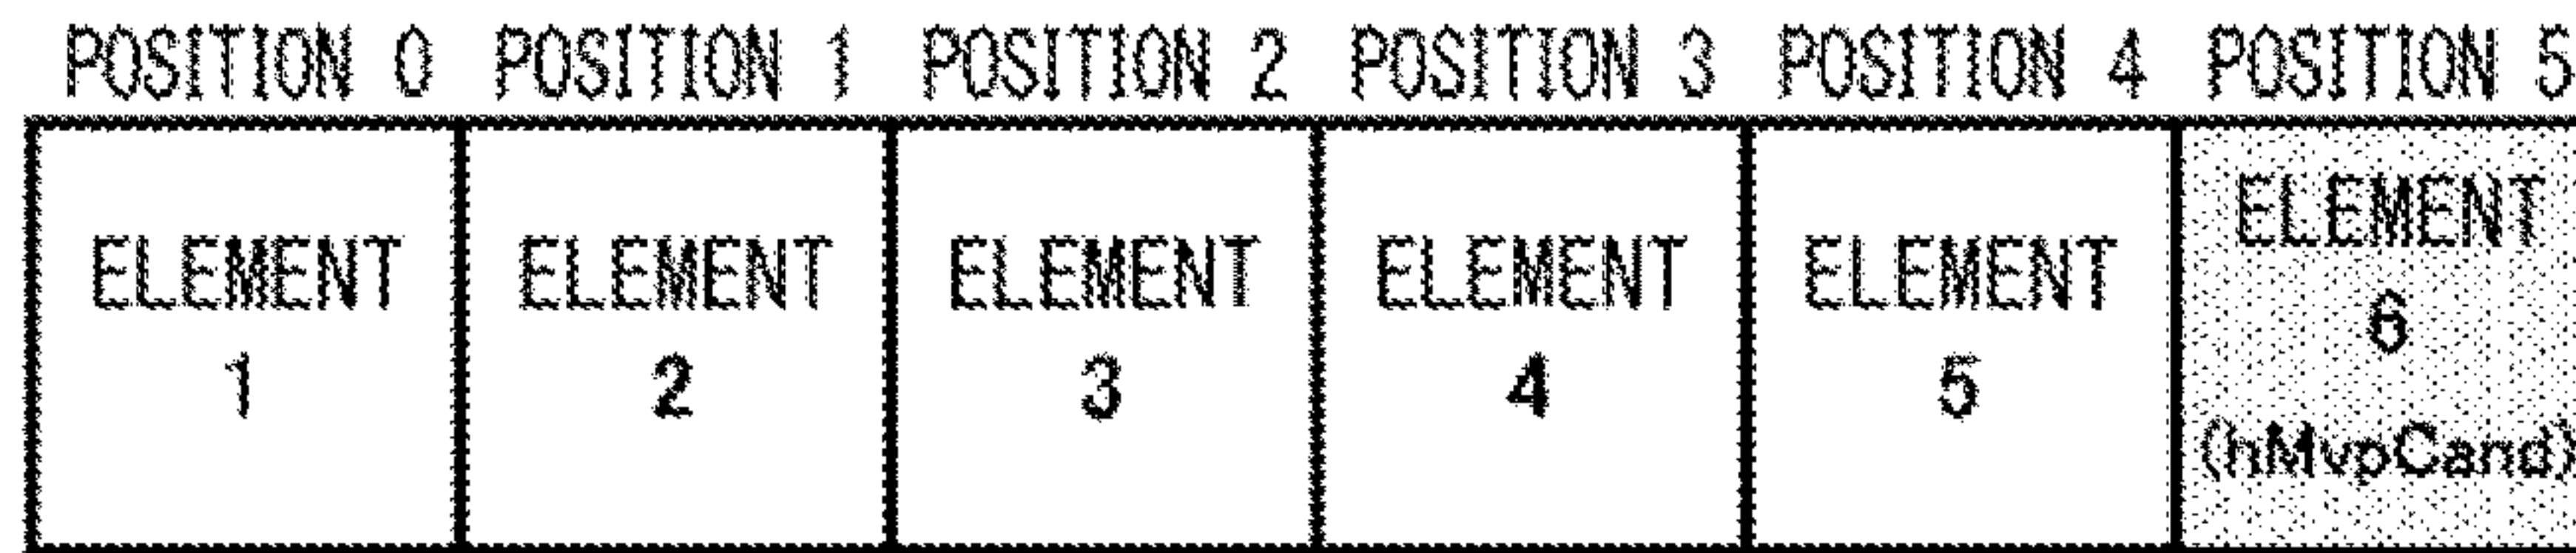 POSITION 0 POSITION 1 POSITION 2 POSITION 3 POSITION 4 POSITION 5
ELEMENT 1
ELEMENT 2
ELEMENT 3
ELEMENT 4
ELEMENT 5
ELEMENT 6
(hMvpCand)